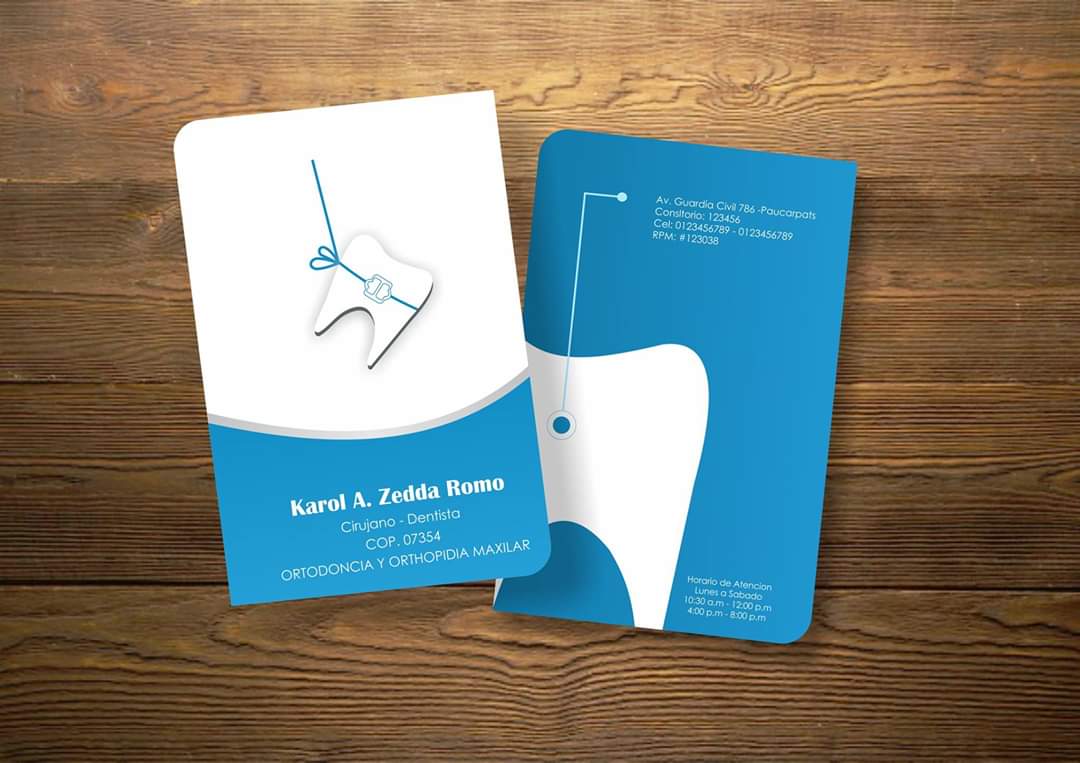 Karol A. Zedda Romo
Cirujano - Dentista
COP. 07354
ORTODONCIA Y ORTHOPIDIA MAXILAR
Av. Guardia Civil 786 -Paucarpats
Consltorio: 123456
Cel: 0123456789 - 0123456789
RPM: #123038
Horario de Atencion
Lunes a Sabado
10:30 a.m - 12:00 p.m
4:00 p.m - 8:00 p.m